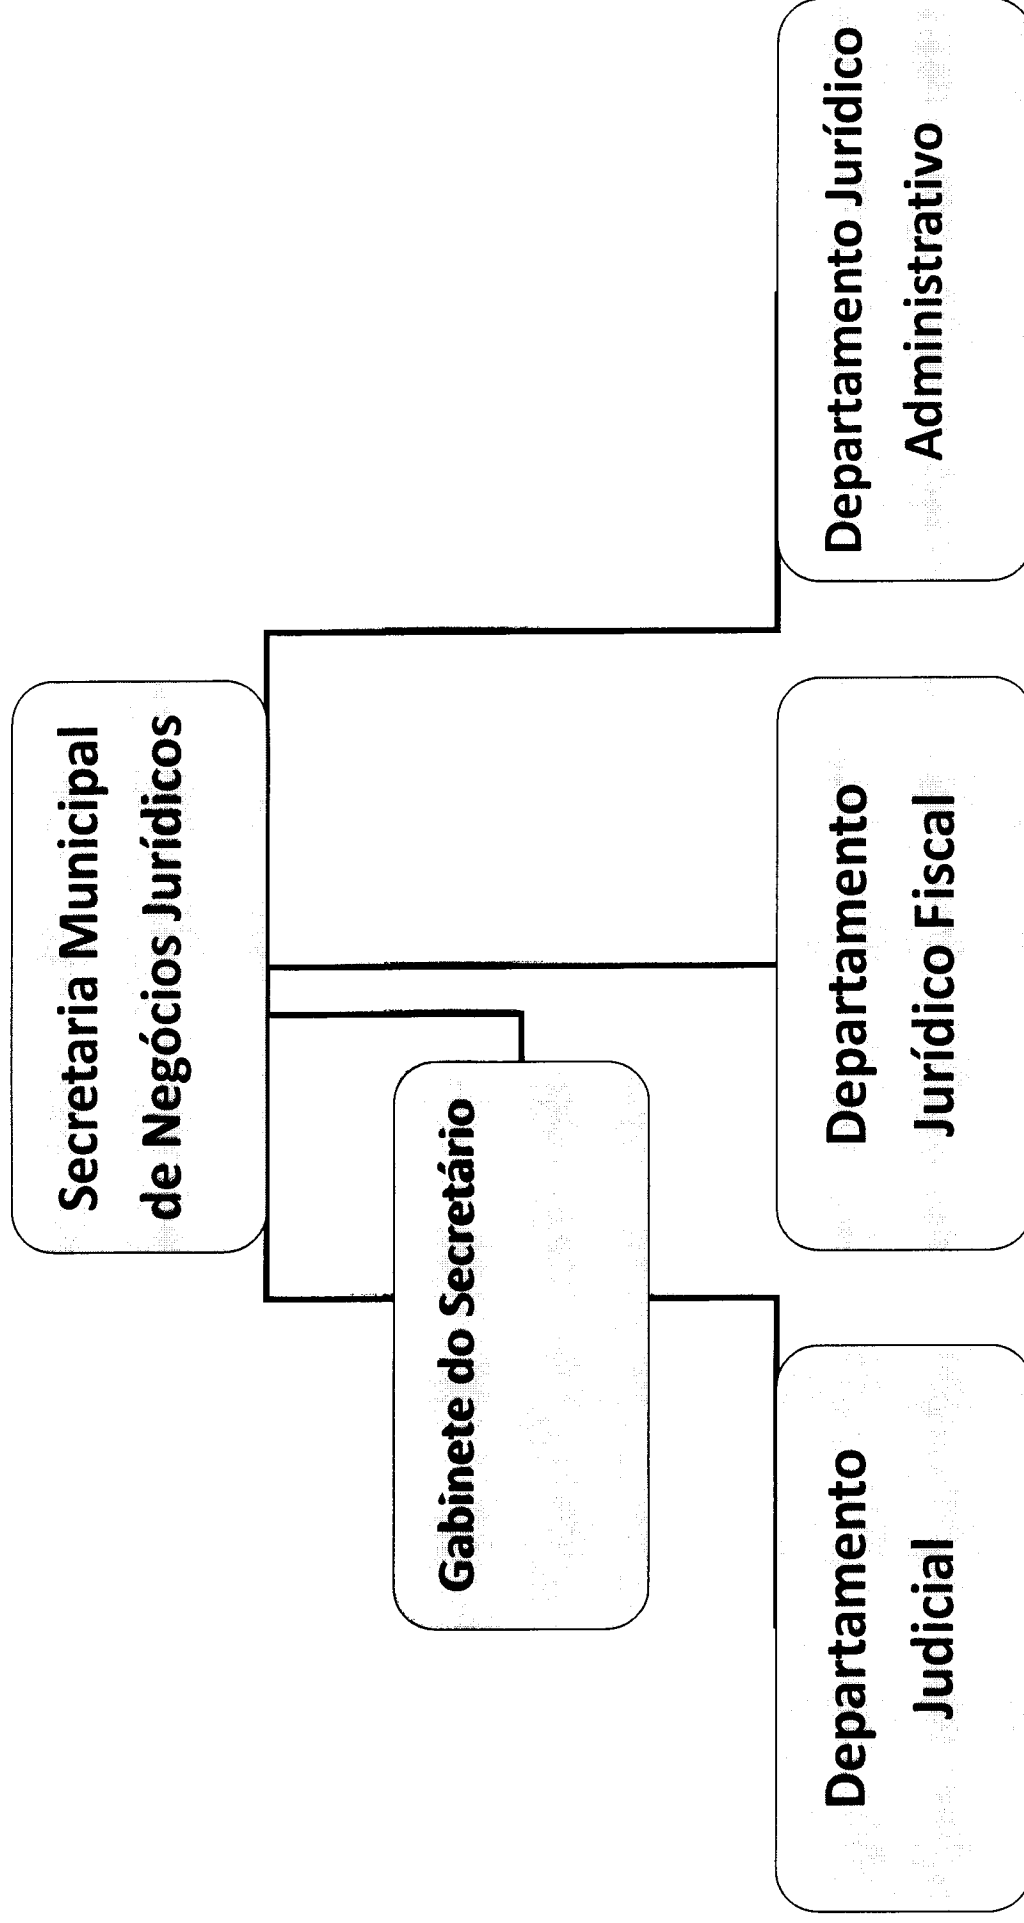 Secretaria Municipal
de Negócios Jurídicos
Gabinete do Secretário
Departamento
Judicial
Departamento
Jurídico Fiscal
Departamento Jurídico
Administrativo